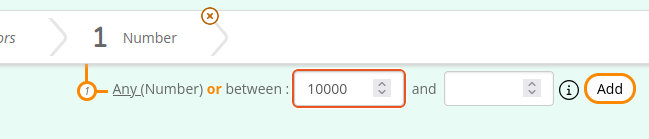 ors
1 Number
1 Any (Number) or between : 10000 and Add